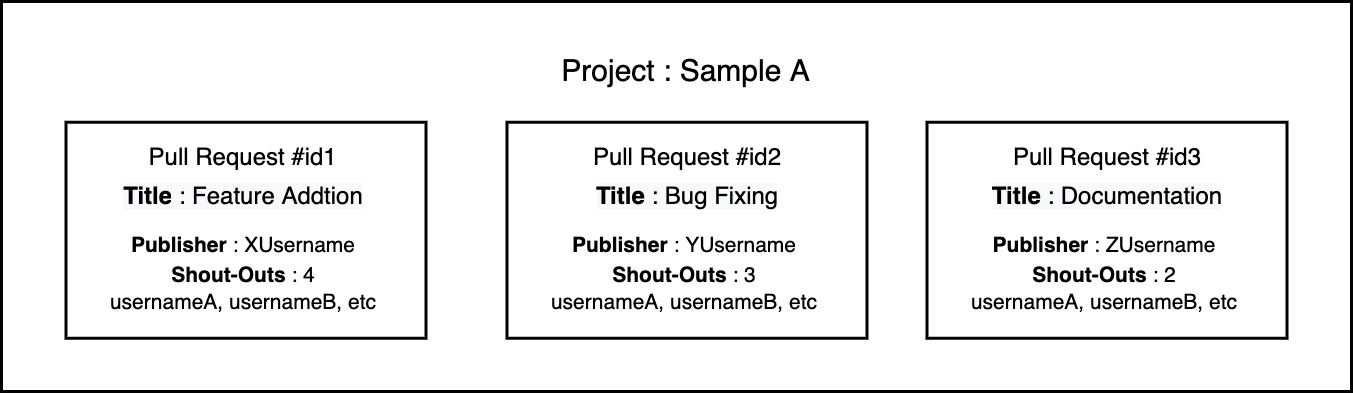 Project : Sample A
Pull Request #id1
Title : Feature Addtion
Publisher : XUsername
Shout-Outs : 4
usernameA, usernameB, etc
Pull Request #id2
Title : Bug Fixing
Publisher : YUsername
Shout-Outs : 3
usernameA, usernameB, etc
Pull Request #id3
Title : Documentation
Publisher : ZUsername
Shout-Outs : 2
usernameA, usernameB, etc